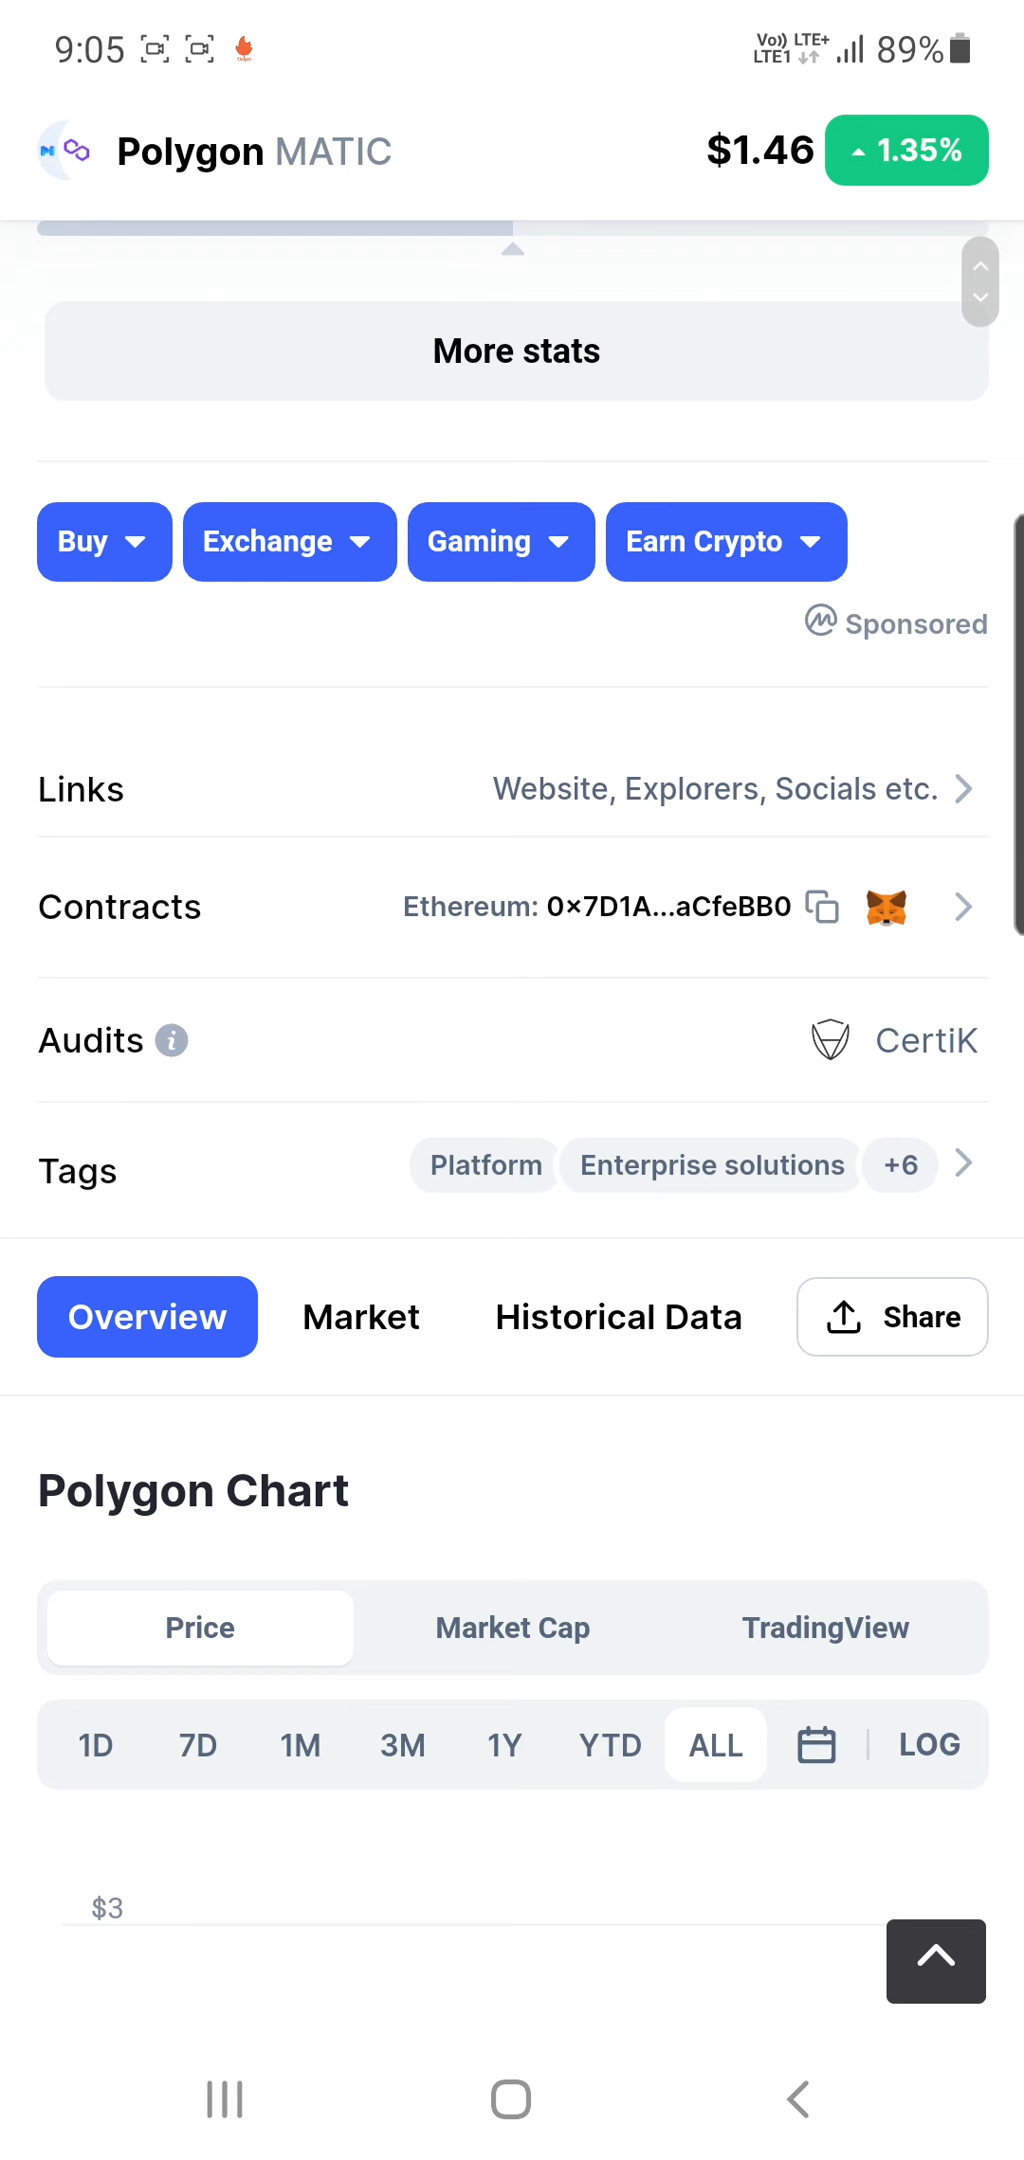 9:05 Vo)) LTE+ LTE1 89%
Polygon MATIC $1.46 1.35%
More stats
Buy Exchange Gaming Earn Crypto
Sponsored
Links Website, Explorers, Socials etc.
Contracts Ethereum: 0×7D1A...aCfeBB0
Audits i CertiK
Tags Platform Enterprise solutions +6
Overview Market Historical Data Share
Polygon Chart
Price Market Cap TradingView
1D 7D 1M 3M 1Y YTD ALL LOG
$3